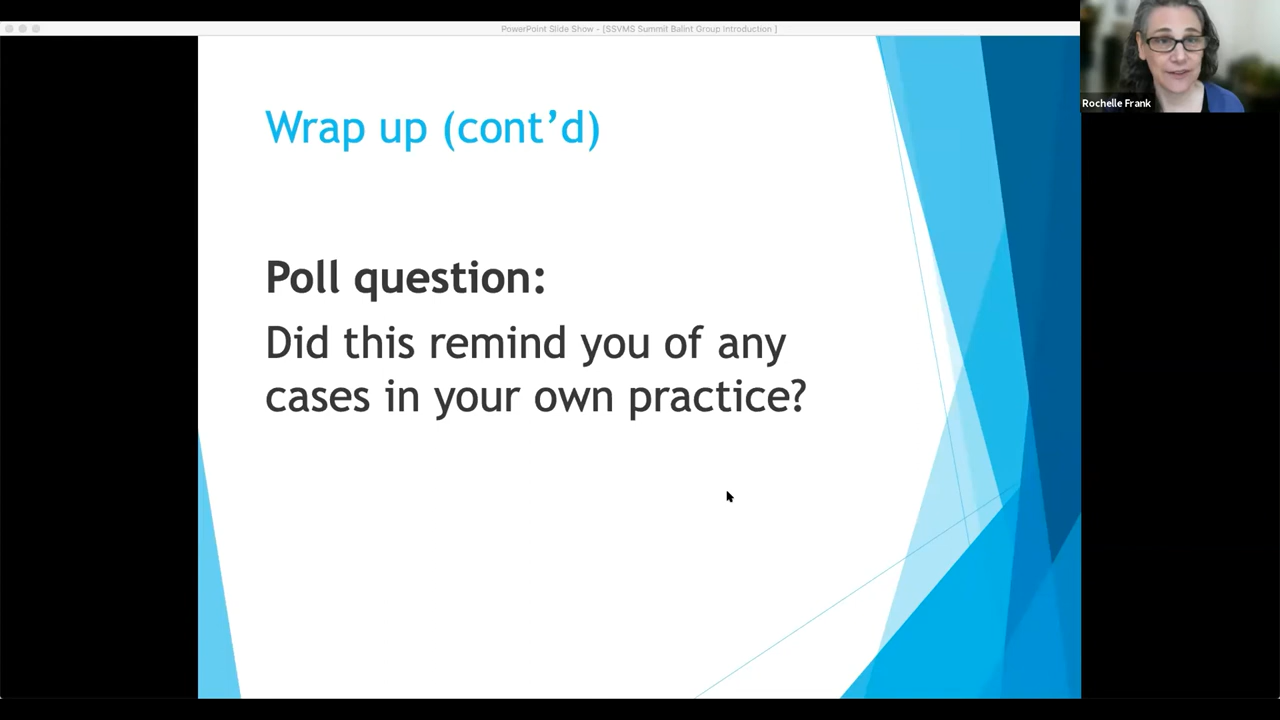 PowerPoint Slide Show - [SSVMS Summit Balint Group Introduction ]
Rochelle Frank
Wrap up (cont’d)
Poll question:
Did this remind you of any
cases in your own practice?